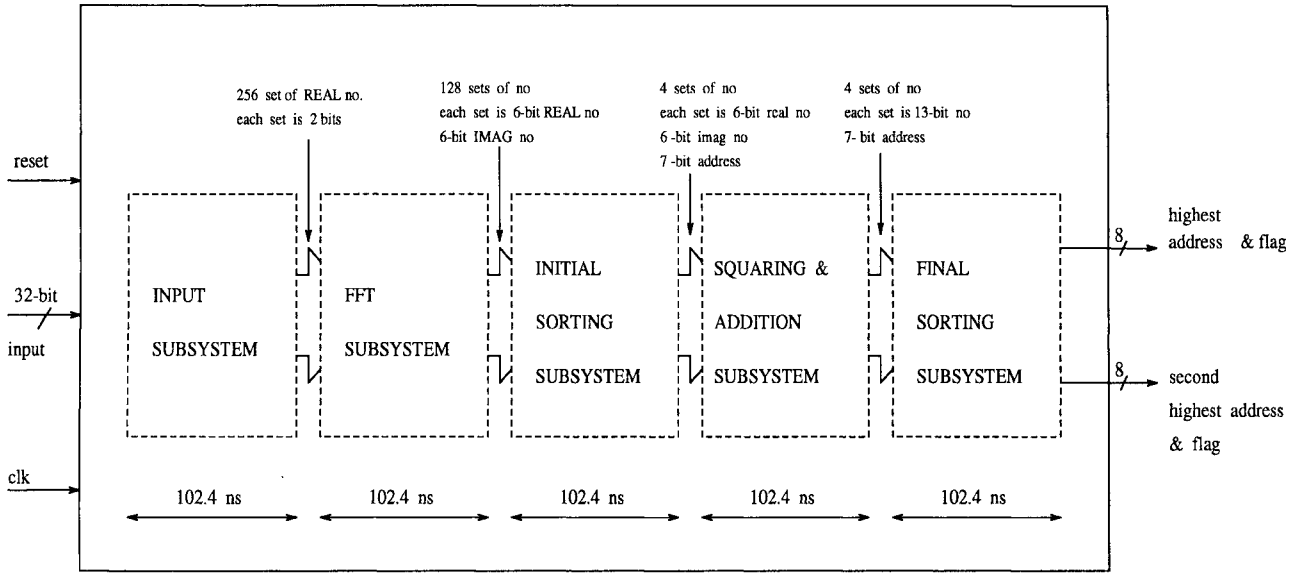 256 set of REAL no.
each set is 2 bits
128 sets of no
each set is 6-bit REAL no
6-bit IMAG no
4 sets of no
each set is 6-bit real no
6 -bit imag no
7 -bit address
4 sets of no
each set is 13-bit no
7- bit address
reset
32-bit
input
clk
INPUT
SUBSYSTEM
FFT
SUBSYSTEM
INITIAL
SORTING
SUBSYSTEM
SQUARING &
ADDITION
SUBSYSTEM
FINAL
SORTING
SUBSYSTEM
8
highest
address & flag
8
second
highest address
& flag
102.4 ns
102.4 ns
102.4 ns
102.4 ns
102.4 ns